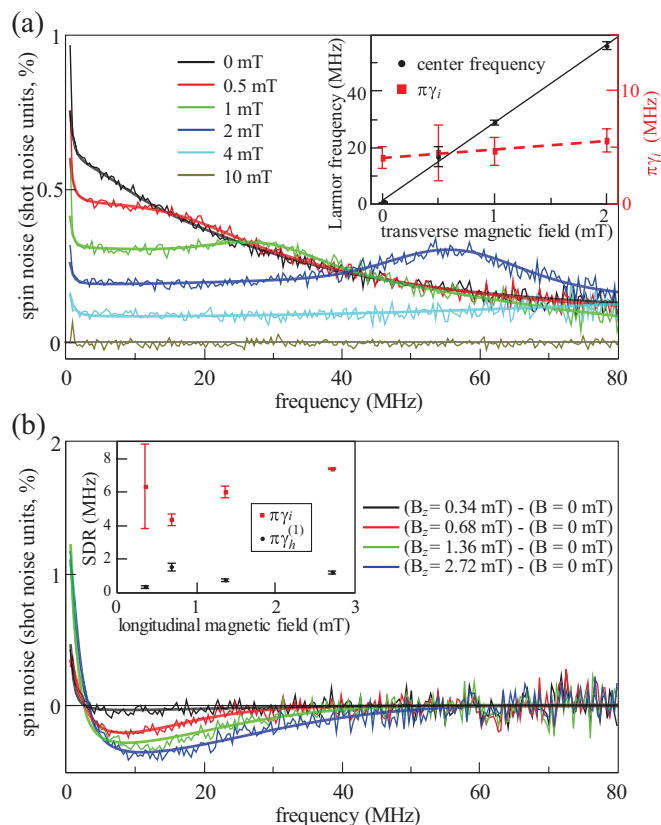 (a)
1
0.5
0
spin noise (shot noise units, %)
0 mT
0.5 mT
1 mT
2 mT
4 mT
10 mT
40
20
0
Larmor freuqency (MHz)
center frequency
πγi
10
5
0
πγi (MHz)
0 1 2
transverse magnetic field (mT)
0 20 40 60 80
frequency (MHz)
(b)
2
1
0
spin noise (shot noise units, %)
8
6
4
2
0
SDR (MHz)
πγi
πγh(1)
0 1 2 3
longitudinal magnetic field (mT)
(Bz = 0.34 mT) - (B = 0 mT)
(Bz = 0.68 mT) - (B = 0 mT)
(Bz = 1.36 mT) - (B = 0 mT)
(Bz = 2.72 mT) - (B = 0 mT)
0 20 40 60 80
frequency (MHz)